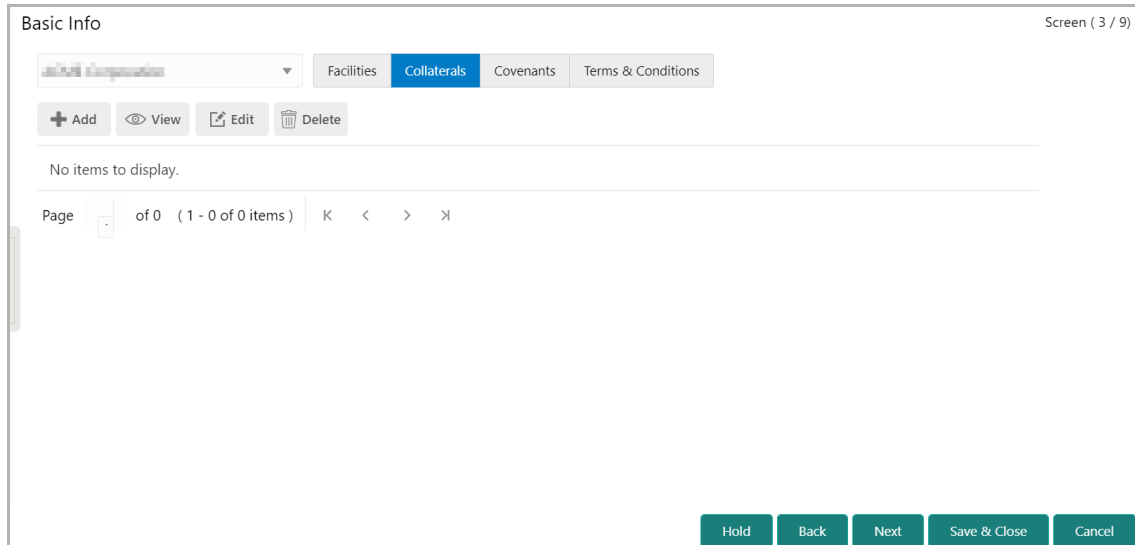 Basic Info
Screen ( 3 / 9)
Facilities Collaterals Covenants Terms & Conditions
Add View Edit Delete
No items to display.
Page of 0 ( 1 - 0 of 0 items )
Hold Back Next Save & Close Cancel